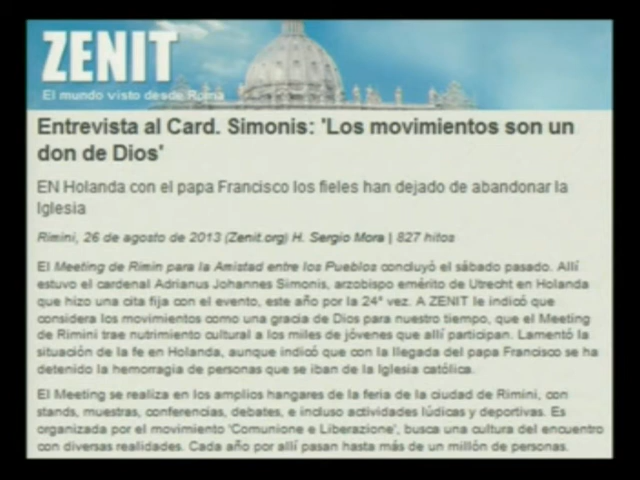 ZENIT
El mundo visto desde Roma
Entrevista al Card. Simonis: 'Los movimientos son un
don de Dios'
EN Holanda con el papa Francisco los fieles han dejado de abandonar la
Iglesia
Rimini, 26 de agosto de 2013 (Zenit.org) H. Sergio Mora | 827 hitos
El Meeting de Rimin para la Amistad entre los Pueblos concluyó el sábado pasado. Allí
estuvo el cardenal Adrianus Johannes Simonis, arzobispo emérito de Utrecht en Holanda
que hizo una cita fija con el evento, este año por la 24ª vez. A ZENIT le indicó que
considera los movimientos como una gracia de Dios para nuestro tiempo, que el Meeting
de Rimini trae nutrimiento cultural a los miles de jóvenes que allí participan. Lamentó la
situación de la fe en Holanda, aunque indicó que con la llegada del papa Francisco se ha
detenido la hemorragia de personas que se iban de la Iglesia católica.
El Meeting se realiza en los amplios hangares de la feria de la ciudad de Rimini, con
stands, muestras, conferencias, debates, e incluso actividades lúdicas y deportivas. Es
organizada por el movimiento 'Comunione e Liberazione', busca una cultura del encuentro
con diversas realidades. Cada año por allí pasan hasta más de un millón de personas.